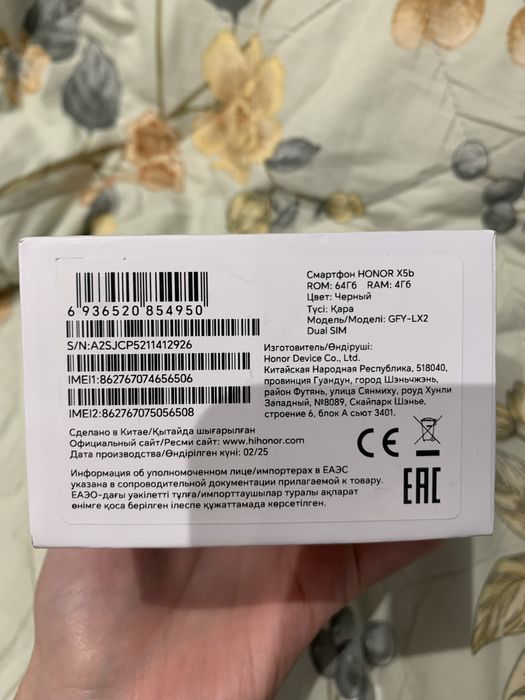 6 936520 854950
S/N:A2SJCP5211412926
IMEI1:862767074656506
IMEI2:862767075056508
Смартфон HONOR X5b
ROM: 64Гб RAM: 4Гб
Цвет: Черный
Түсі: Қара
Модель/Моделі: GFY-LX2
Dual SIM
Изготовитель/Өндіруші:
Honor Device Co., Ltd.
Китайская Народная Республика, 518040,
провинция Гуандун, город Шэньчжэнь,
район Футянь, улица Сянмиху, роуд Хунли
Западный, №8089, Скайпарк Шэнье,
строение 6, блок А сьют 3401.
Сделано в Китае/Қытайда шығарылған
Официальный сайт/Ресми сайт: www.hihonor.com
Дата производства/Өндірілген күні: 02/25
CE
Информация об уполномоченном лице/импортерах в ЕАЭС
указана в сопроводительной документации прилагаемой к товару.
ЕАЭО-дағы уәкілетті тұлға/импорттаушылар туралы ақпарат
өнімге қоса берілген ілеспе құжаттамада көрсетілген.
EAC